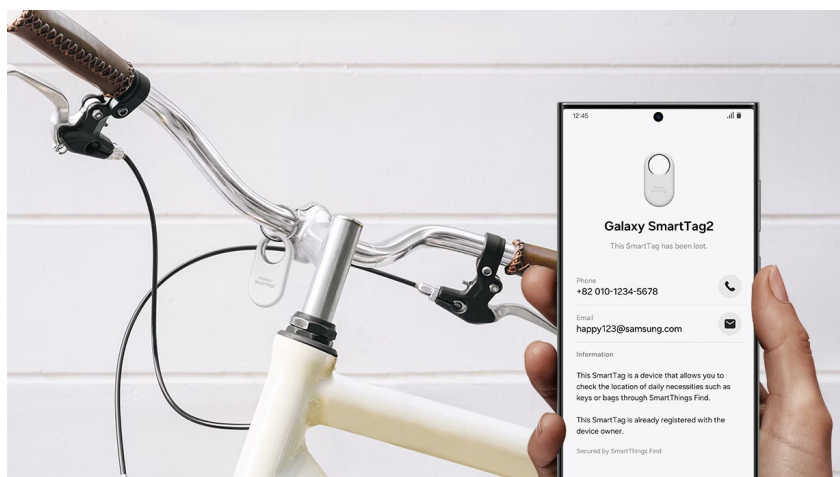 12:45
Galaxy SmartTag2
This SmartTag has been lost.
Phone
+82 010-1234-5678
Email
happy123@samsung.com
Information
This SmartTag is a device that allows you to
check the location of daily necessities such as
keys or bags through SmartThings Find.
This SmartTag is already registered with the
device owner.
Secured by SmartThings Find
Galaxy
SmartTag2